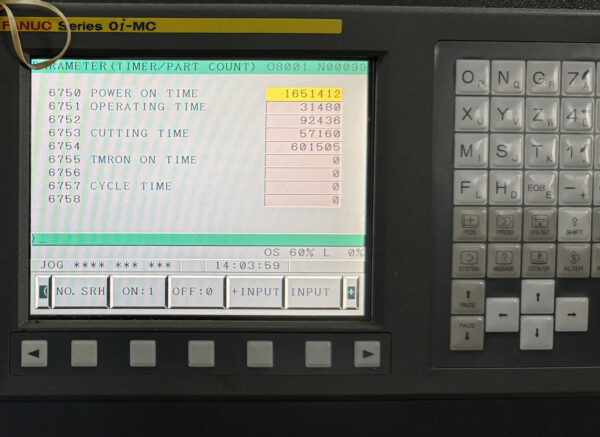 FANUC Series 0i-MC
PARAMETER(TIMER/PART COUNT) O8001 N00099
6750 POWER ON TIME 1651412
6751 OPERATING TIME 31480
6752 92436
6753 CUTTING TIME 57160
6754 601505
6755 TMRON ON TIME 0
6756 0
6757 CYCLE TIME 0
6758 0
)_
OS 60% L 0%
JOG **** *** *** 14:03:59
NO. SRH ON:1 OFF:0 +INPUT INPUT +
O N G 7
X Y Z 4
M I S J T K 1
F L H D EOB E - +
POS PROG OFS/SET SHIFT
SYSTEM MESSAGE ALTER
PAGE
PAGE